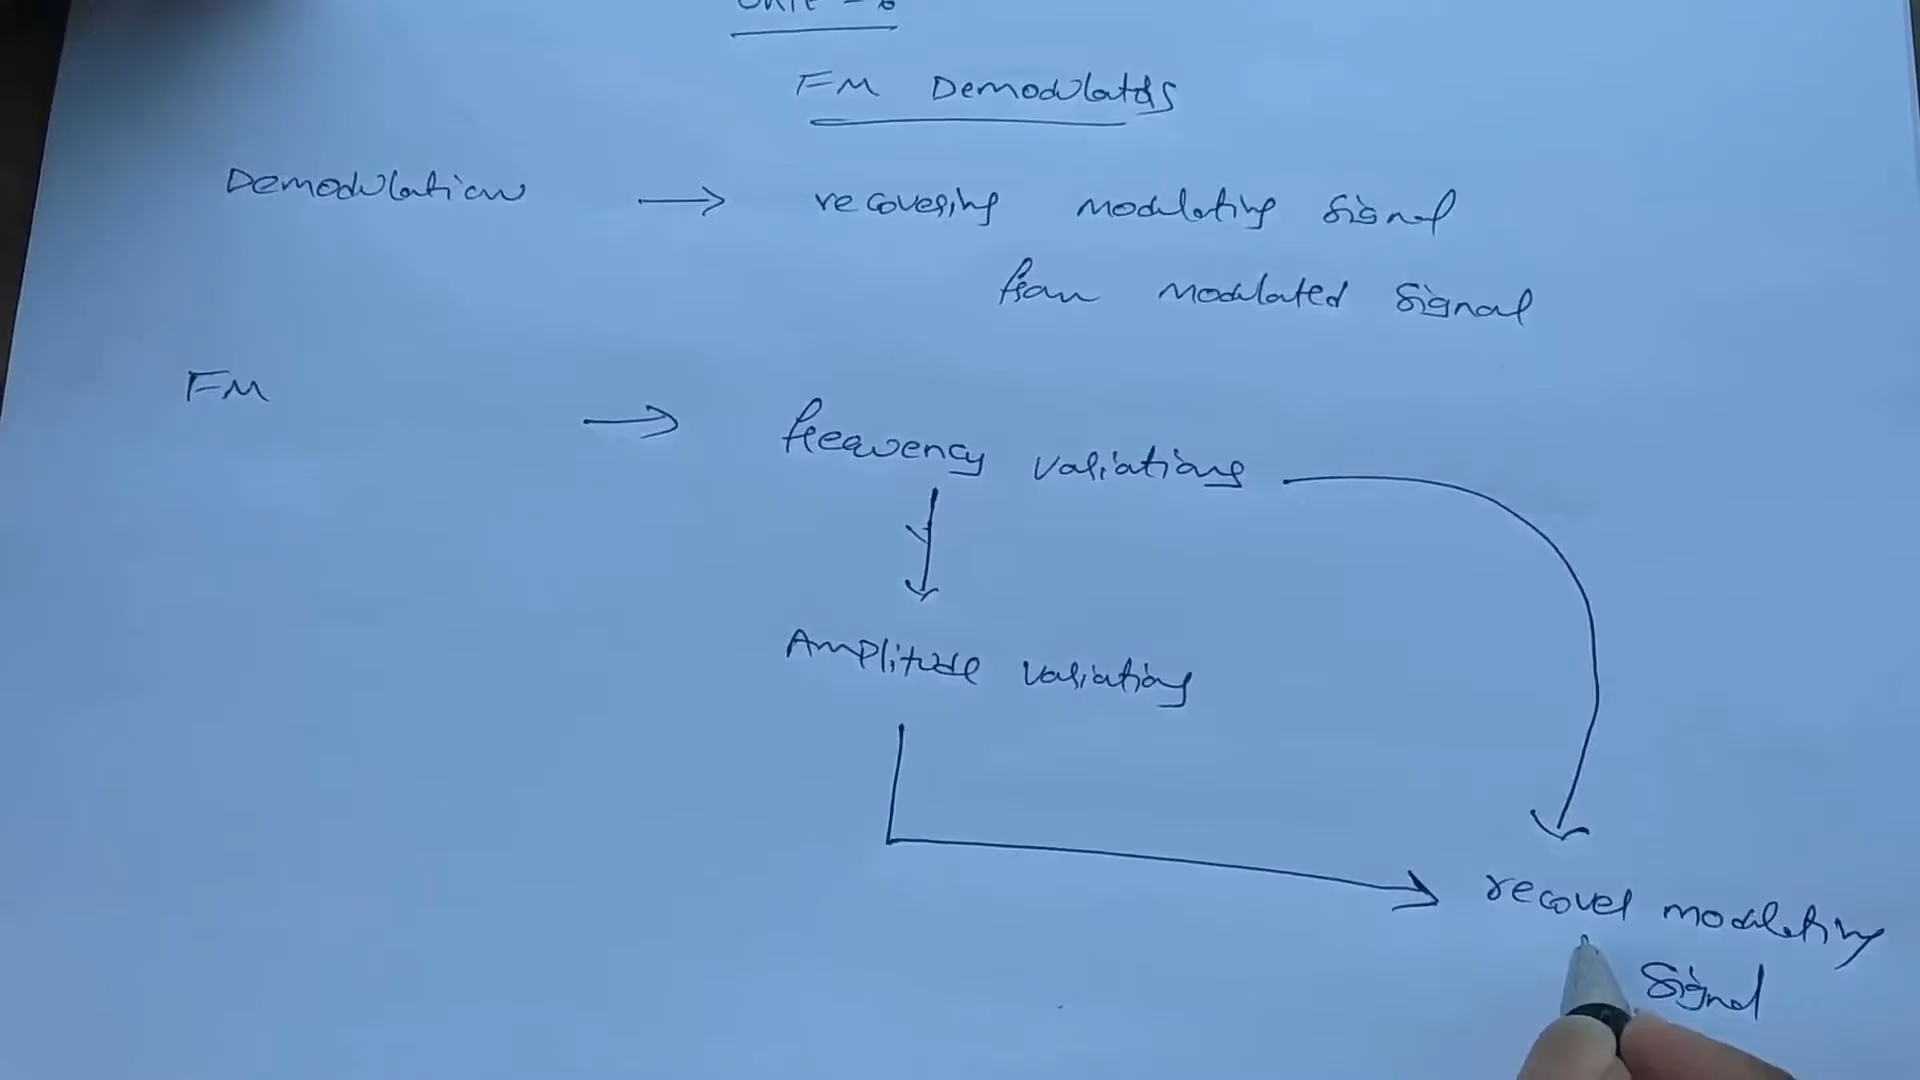 FM Demodulators
Demodulation → recovering modulating signal
from modulated signal
FM → frequency variations
Amplitude variations
recover modulating
signal